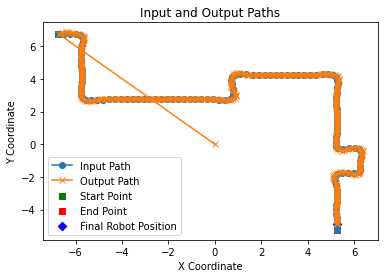 Input and Output Paths
Y Coordinate
6
4
2
0
−2
−4
Input Path
Output Path
Start Point
End Point
Final Robot Position
−6 −4 −2 0 2 4 6
X Coordinate